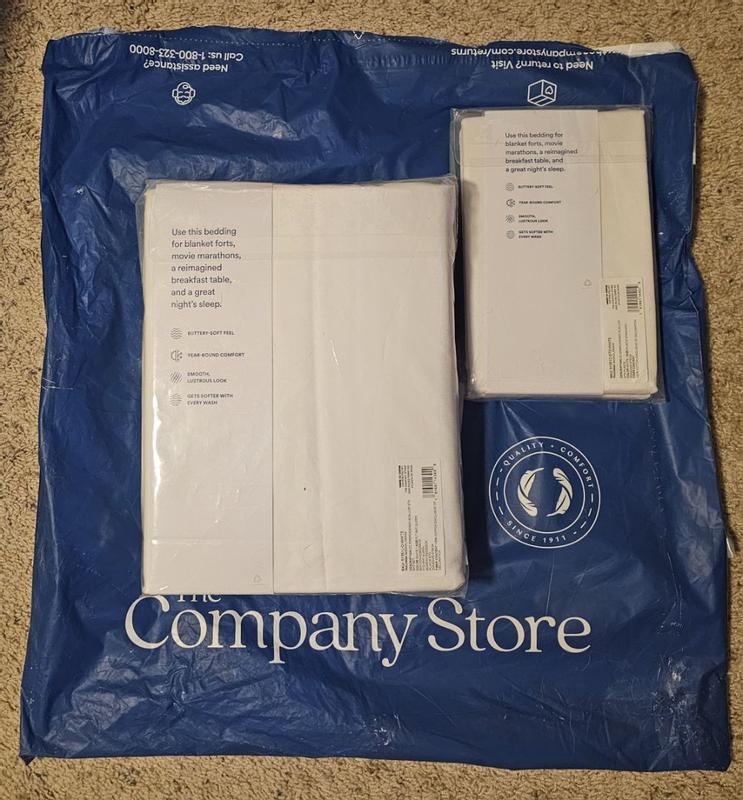 Need assistance?
Call us: 1-800-323-8000
Need to return? Visit
companystore.com/returns
Use this bedding for
blanket forts, movie
marathons, a reimagined
breakfast table, and
a great night's sleep.
BUTTERY-SOFT FEEL
YEAR-ROUND COMFORT
SMOOTH,
LUSTROUS LOOK
GETS SOFTER WITH
EVERY WASH
Use this bedding
for blanket forts,
movie marathons,
a reimagined
breakfast table,
and a great
night's sleep.
BUTTERY-SOFT FEEL
YEAR-ROUND COMFORT
SMOOTH,
LUSTROUS LOOK
GETS SOFTER WITH
EVERY WASH
QUALITY + COMFORT
SINCE 1911
The
Company Store